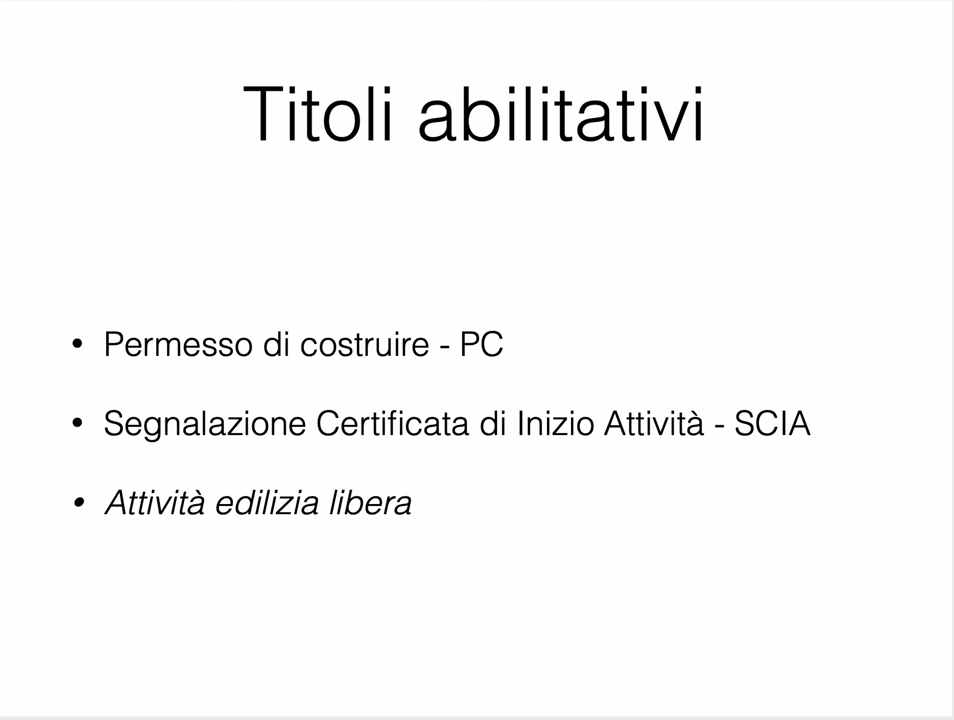 Titoli abilitativi
• Permesso di costruire - PC
• Segnalazione Certificata di Inizio Attività - SCIA
• Attività edilizia libera